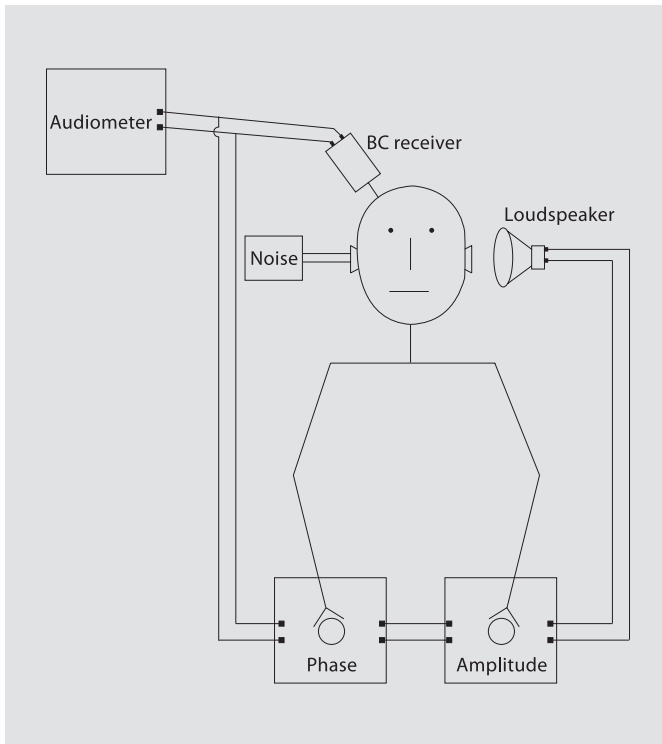 Audiometer
BC receiver
Loudspeaker
Noise
Phase
Amplitude